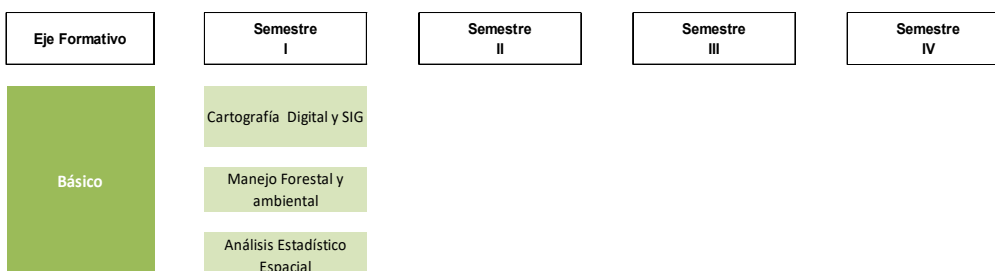 Eje Formativo
Semestre
I
Semestre
II
Semestre
III
Semestre
IV
Básico
Cartografía Digital y SIG
Manejo Forestal y
ambiental
Análisis Estadístico
Espacial